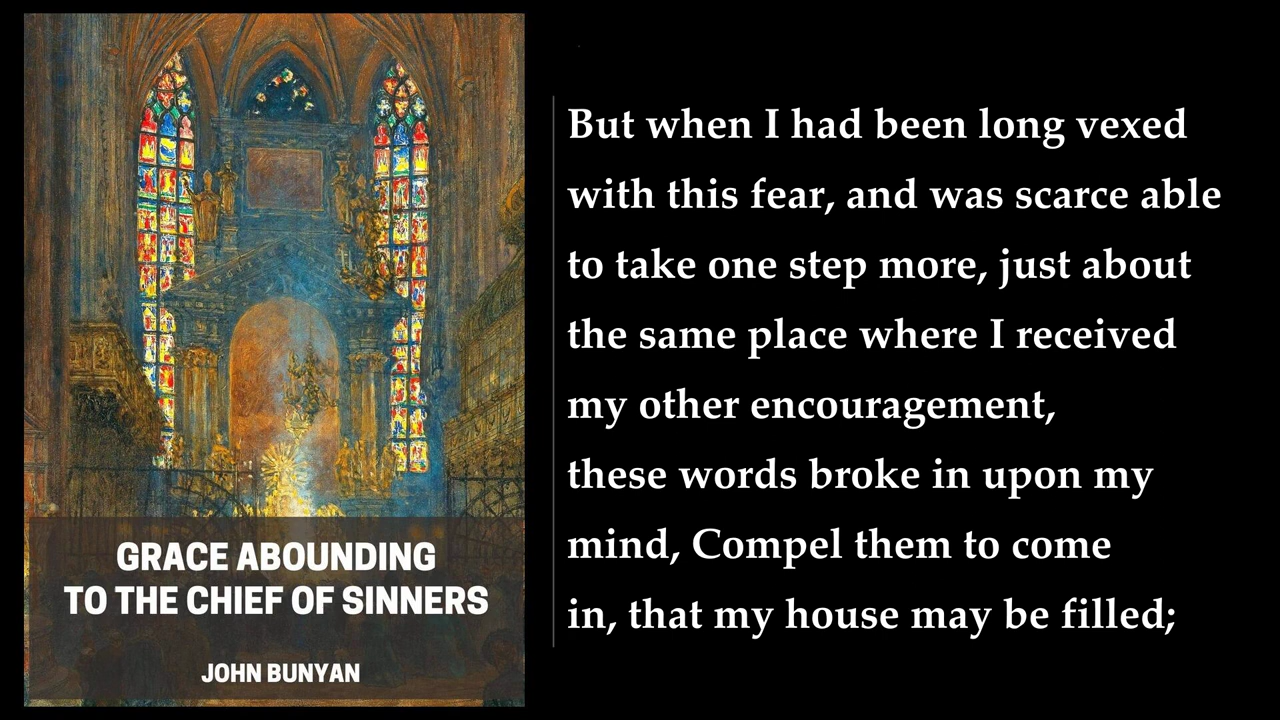 GRACE ABOUNDING
TO THE CHIEF OF SINNERS
JOHN BUNYAN
But when I had been long vexed
with this fear, and was scarce able
to take one step more, just about
the same place where I received
my other encouragement,
these words broke in upon my
mind, Compel them to come
in, that my house may be filled;